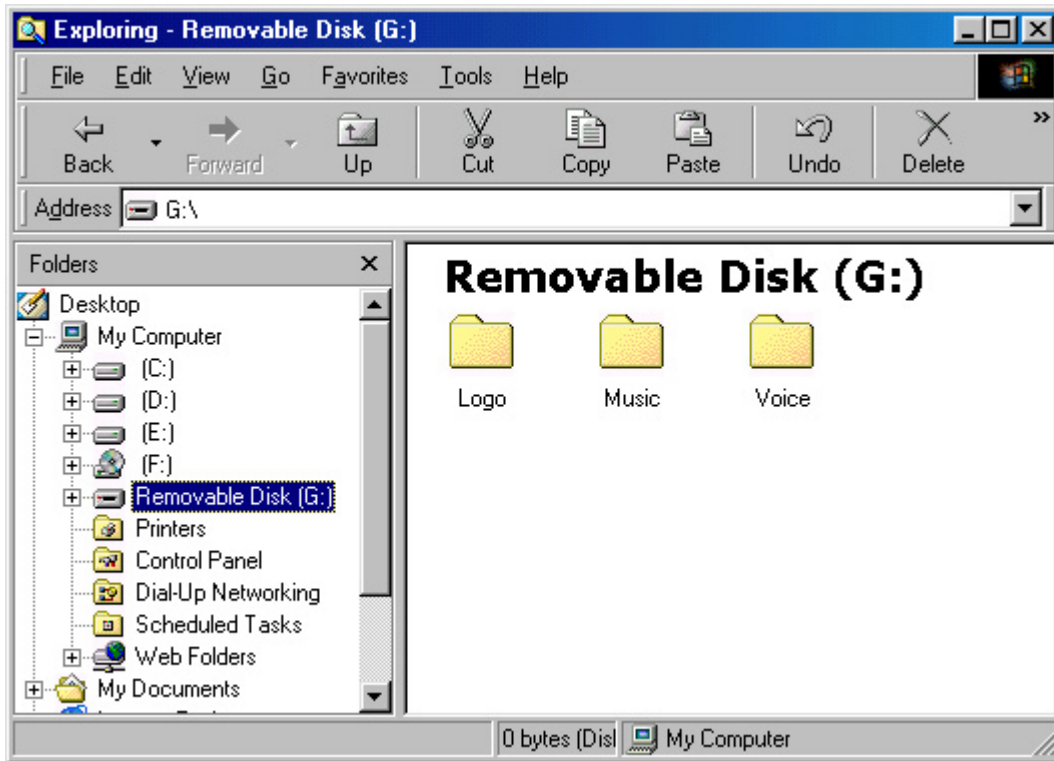 Exploring - Removable Disk (G:)
File Edit View Go Favorites Tools Help
Back Forward Up Cut Copy Paste Undo Delete »
Address G:\
Folders
Removable Disk (G:)
Desktop
My Computer
(C:)
(D:)
(E:)
(F:)
Removable Disk (G:)
Printers
Control Panel
Dial-Up Networking
Scheduled Tasks
Web Folders
My Documents
Logo Music Voice
0 bytes (Disl My Computer